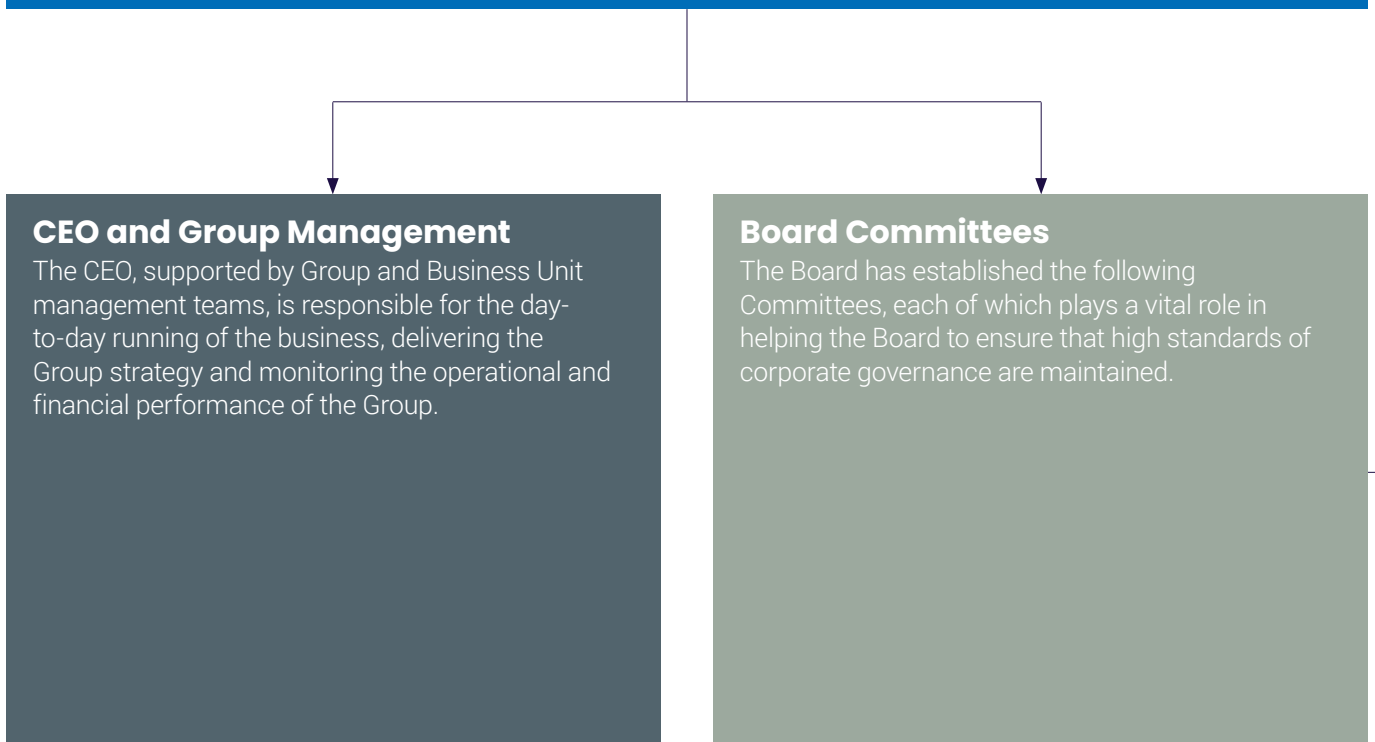 CEO and Group Management
The CEO, supported by Group and Business Unit
management teams, is responsible for the day-
to-day running of the business, delivering the
Group strategy and monitoring the operational and
financial performance of the Group.
Board Committees
The Board has established the following
Committees, each of which plays a vital role in
helping the Board to ensure that high standards of
corporate governance are maintained.